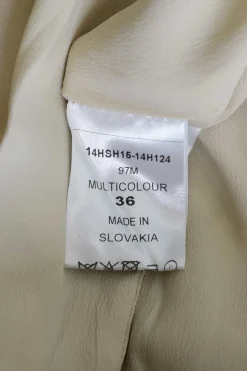 14HSH16-14H124
97M
MULTICOLOUR
36
MADE IN
SLOVAKIA